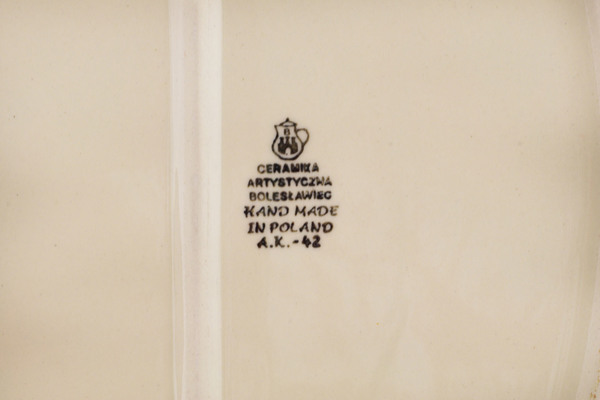 B
CERAMIKA
ARTYSTYCZNA
BOLESŁAWIEC
HAND MADE
IN POLAND
A.K.-42